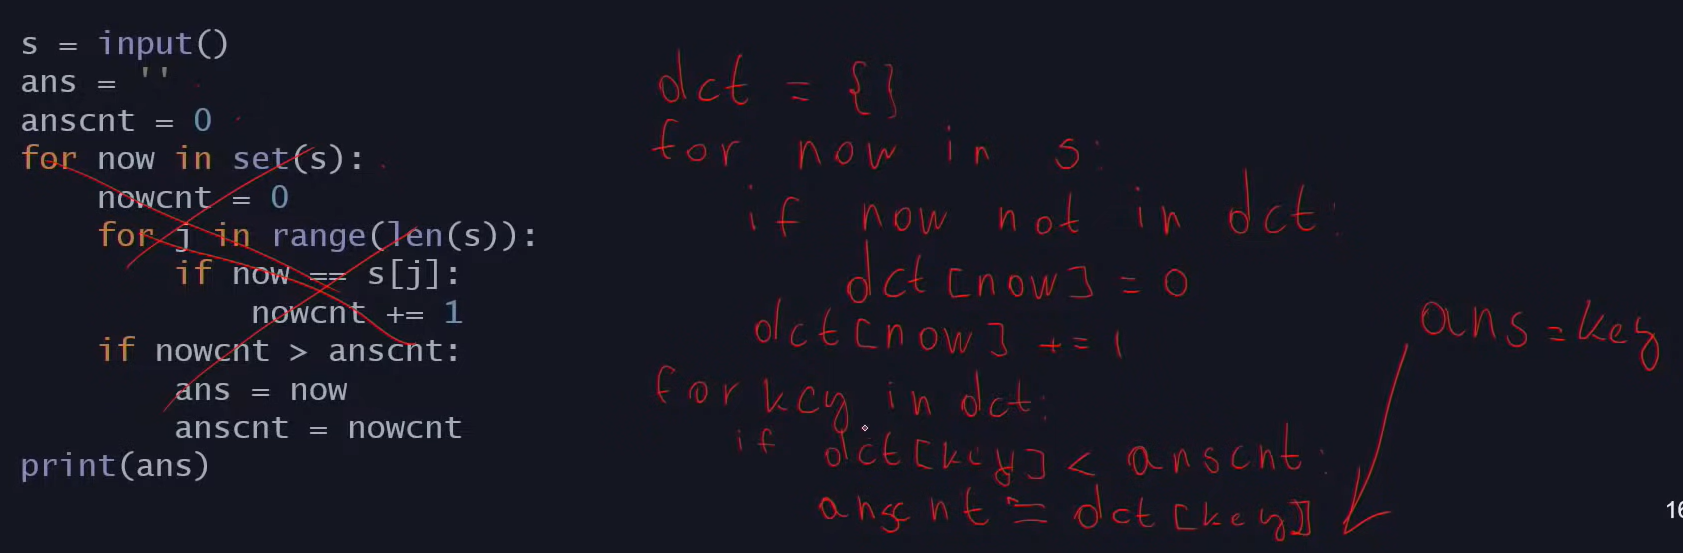 s = input()
ans = ''
anscnt = 0
for now in set(s):
    nowcnt = 0
    for j in range(len(s)):
        if now == s[j]:
            nowcnt += 1
    if nowcnt > anscnt:
        ans = now
        anscnt = nowcnt
print(ans)
dct = {}
for now in s:
    if now not in dct:
        dct[now] = 0
    dct[now] += 1
for key in dct:
    if dct[key] < anscnt:
        anscnt = dct[key]
ans = key
16